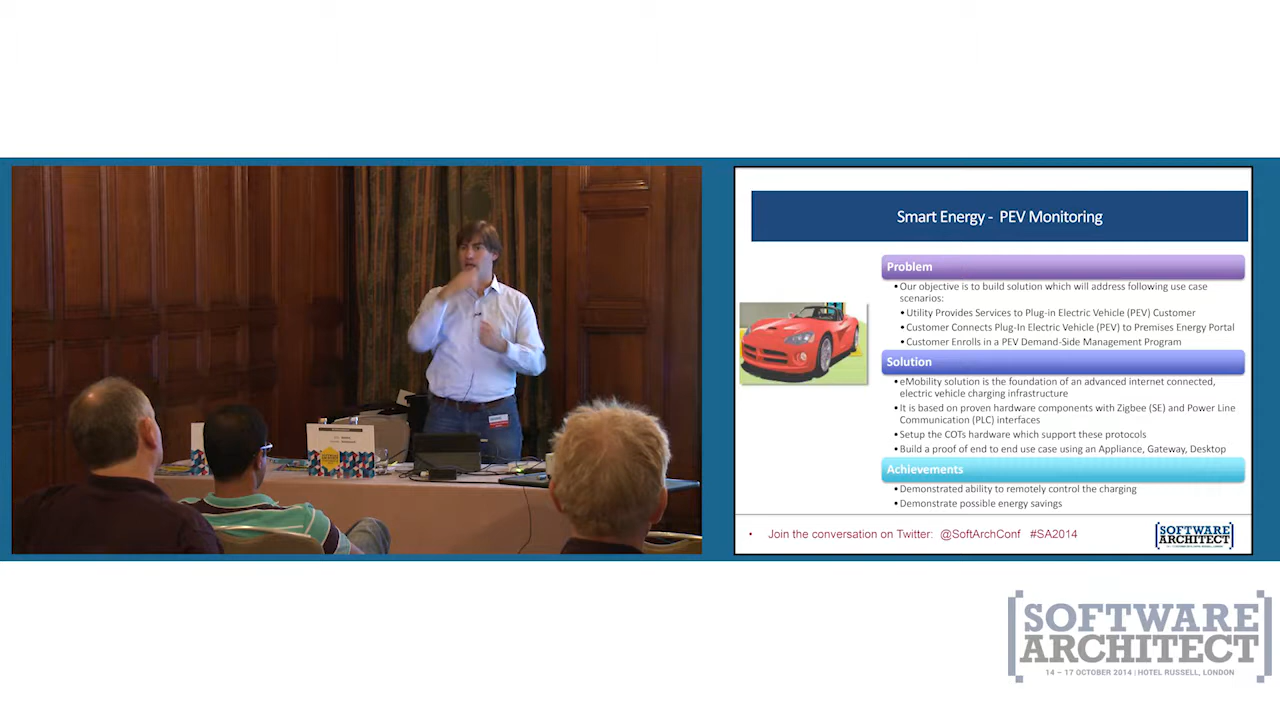 Smart Energy - PEV Monitoring
Problem
• Our objective is to build solution which will address following use case
scenarios:
• Utility Provides Services to Plug-in Electric Vehicle (PEV) Customer
• Customer Connects Plug-In Electric Vehicle (PEV) to Premises Energy Portal
• Customer Enrolls in a PEV Demand-Side Management Program
Solution
• eMobility solution is the foundation of an advanced internet connected,
electric vehicle charging infrastructure
• It is based on proven hardware components with Zigbee (SE) and Power Line
Communication (PLC) interfaces
• Setup the COTs hardware which support these protocols
• Build a proof of end to end use case using an Appliance, Gateway, Desktop
Achievements
• Demonstrated ability to remotely control the charging
• Demonstrate possible energy savings
• Join the conversation on Twitter: @SoftArchConf #SA2014
[SOFTWARE
ARCHITECT]
[SOFTWARE
ARCHITECT]
14 – 17 OCTOBER 2014 | HOTEL RUSSELL, LONDON